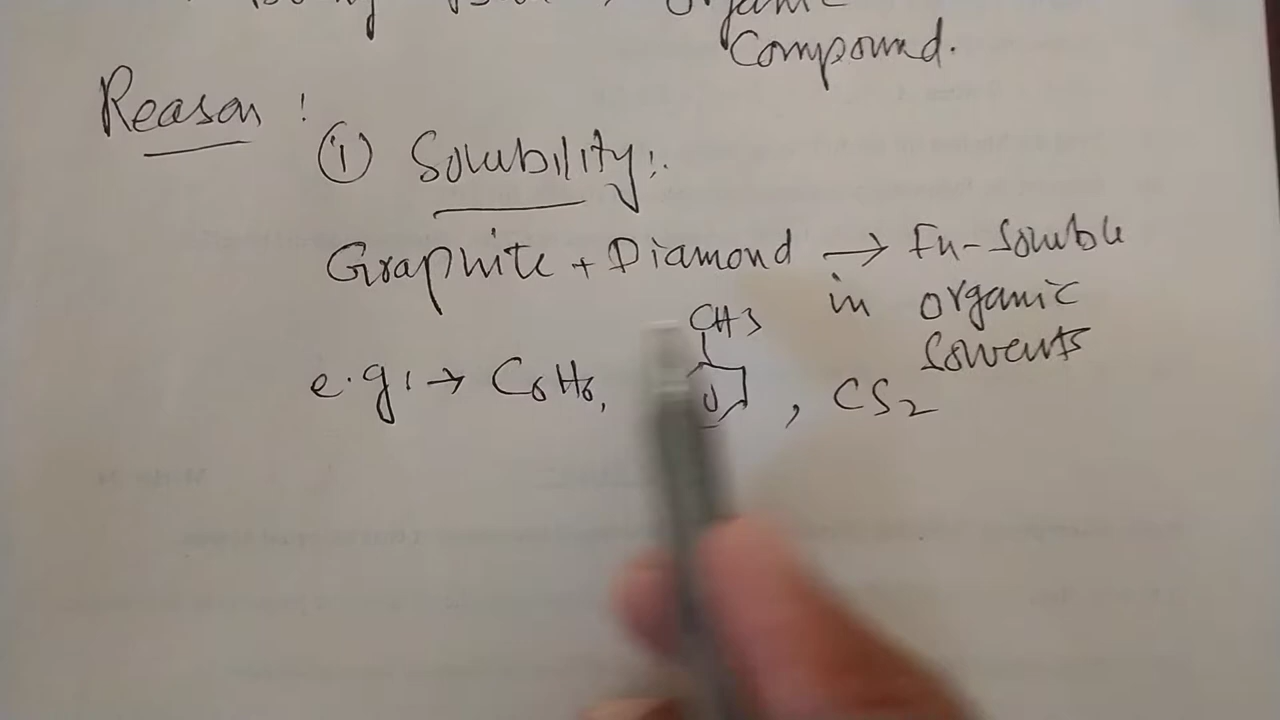 Compound.
Reason :
① Solubility:.
Graphite + Diamond → In-Soluble
in organic
Solvents
CH3
e.g. → C6H6, , CS2